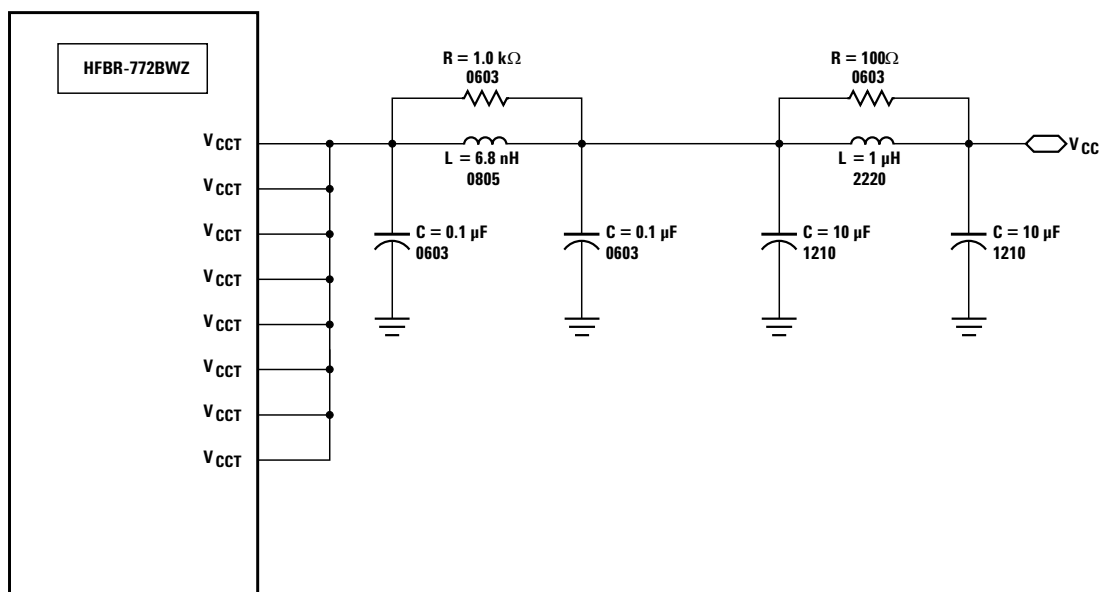 HFBR-772BWZ
R = 1.0 kΩ
0603
R = 100Ω
0603
VCCT
VCC
L = 6.8 nH
0805
L = 1 µH
2220
VCCT
VCCT
C = 0.1 µF
0603
C = 0.1 µF
0603
C = 10 µF
1210
C = 10 µF
1210
VCCT
VCCT
VCCT
VCCT
VCCT